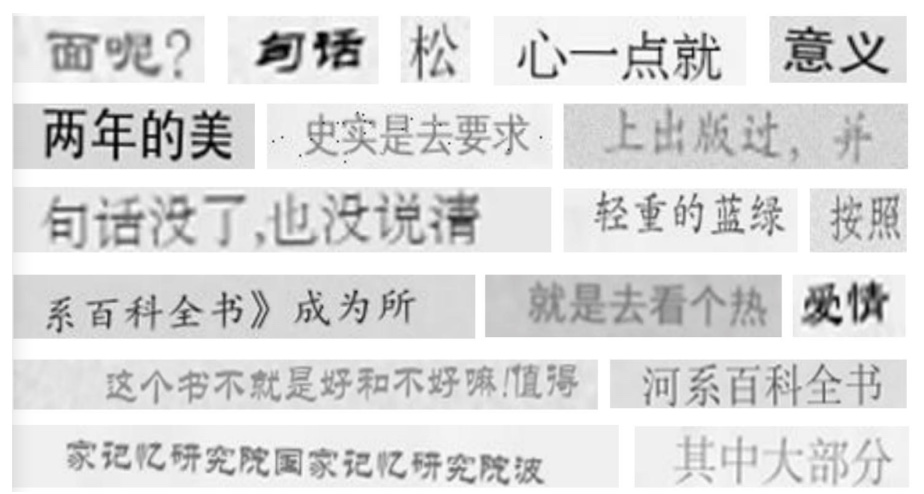 面呢?
句话
松
心一点就
意义
两年的美
史实是去要求
上出版过，并
句话没了,也没说清
轻重的蓝绿
按照
系百科全书》成为所
就是去看个热
爱情
这个书不就是好和不好嘛!值得
河系百科全书
家记忆研究院国家记忆研究院波
其中大部分